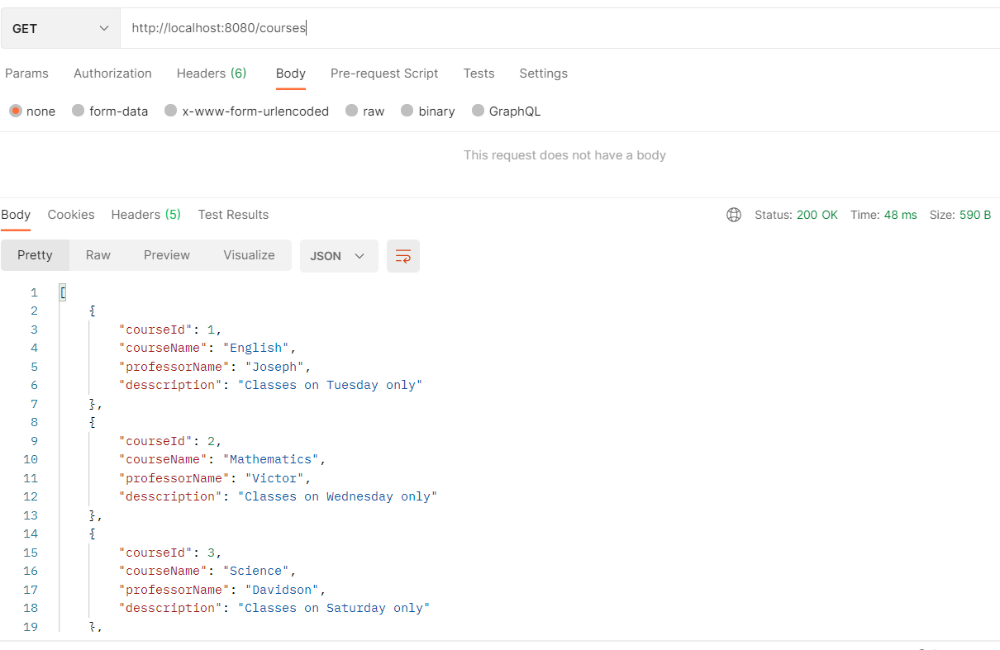 GET http://localhost:8080/courses
Params Authorization Headers (6) Body Pre-request Script Tests Settings
none form-data x-www-form-urlencoded raw binary GraphQL
This request does not have a body
Body Cookies Headers (5) Test Results Status: 200 OK Time: 48 ms Size: 590 B
Pretty Raw Preview Visualize JSON
1 [
2 {
3 "courseId": 1,
4 "courseName": "English",
5 "professorName": "Joseph",
6 "desscription": "Classes on Tuesday only"
7 },
8 {
9 "courseId": 2,
10 "courseName": "Mathematics",
11 "professorName": "Victor",
12 "desscription": "Classes on Wednesday only"
13 },
14 {
15 "courseId": 3,
16 "courseName": "Science",
17 "professorName": "Davidson",
18 "desscription": "Classes on Saturday only"
19 },